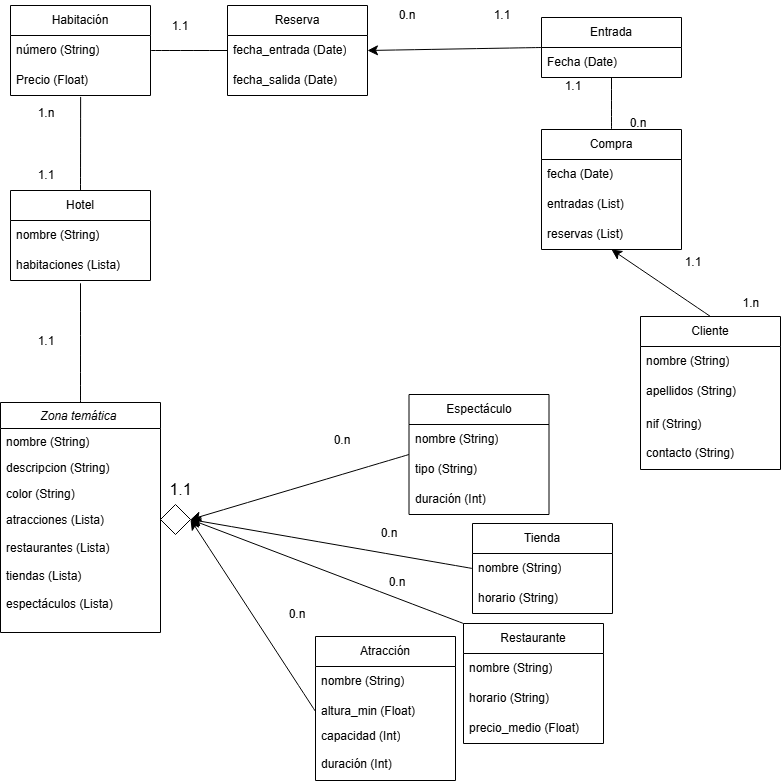 Habitación
número (String)
Precio (Float)
1.1
Reserva
fecha_entrada (Date)
fecha_salida (Date)
0.n
1.1
Entrada
Fecha (Date)
1.1
0.n
Compra
fecha (Date)
entradas (List)
reservas (List)
1.n
1.1
Hotel
nombre (String)
habitaciones (Lista)
1.1
1.n
Cliente
nombre (String)
apellidos (String)
nif (String)
contacto (String)
1.1
Zona temática
nombre (String)
descripcion (String)
color (String)
atracciones (Lista)
restaurantes (Lista)
tiendas (Lista)
espectáculos (Lista)
1.1
0.n
Espectáculo
nombre (String)
tipo (String)
duración (Int)
0.n
Tienda
nombre (String)
horario (String)
0.n
Restaurante
nombre (String)
horario (String)
precio_medio (Float)
0.n
Atracción
nombre (String)
altura_min (Float)
capacidad (Int)
duración (Int)